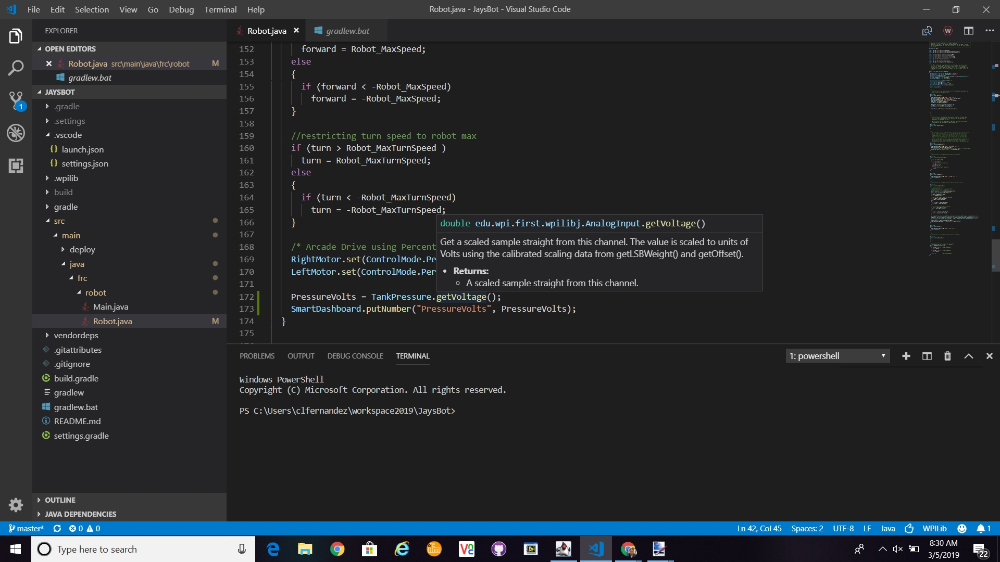 File Edit Selection View Go Debug Terminal Help
Robot.java - JaysBot - Visual Studio Code
EXPLORER
OPEN EDITORS
Robot.java src\main\java\frc\robot M
gradlew.bat
JAYSBOT
.gradle
.settings
.vscode
{} launch.json
{} settings.json
.wpilib
build
gradle
src
main
deploy
java
frc
robot
Main.java
Robot.java M
vendordeps
.gitattributes
.gitignore
build.gradle
gradlew
gradlew.bat
README.md
settings.gradle
OUTLINE
JAVA DEPENDENCIES
1
Robot.java
gradlew.bat
W
152 forward = Robot_MaxSpeed;
153 else
154 {
155 if (forward < -Robot_MaxSpeed)
156 forward = -Robot_MaxSpeed;
157 }
158
159 //restricting turn speed to robot max
160 if (turn > Robot_MaxTurnSpeed )
161 turn = Robot_MaxTurnSpeed;
162 else
163 {
164 if (turn < -Robot_MaxTurnSpeed)
165 turn = -Robot_MaxTurnSpeed;
166 }
167
168 /* Arcade Drive using Percent
169 RightMotor.set(ControlMode.Pe
170 LeftMotor.set(ControlMode.Per
171
172 PressureVolts = TankPressure.getVoltage();
173 SmartDashboard.putNumber("PressureVolts", PressureVolts);
174 }
175
double edu.wpi.first.wpilibj.AnalogInput.getVoltage()
Get a scaled sample straight from this channel. The value is scaled to units of
Volts using the calibrated scaling data from getLSBWeight() and getOffset().
• Returns:
○ A scaled sample straight from this channel.
PROBLEMS OUTPUT DEBUG CONSOLE TERMINAL
1: powershell
Windows PowerShell
Copyright (C) Microsoft Corporation. All rights reserved.
PS C:\Users\clfernandez\workspace2019\JaysBot>
master* 0 0
Ln 42, Col 45 Spaces: 2 UTF-8 LF Java WPILib 1
Type here to search
ifm
8:30 AM
3/5/2019
22